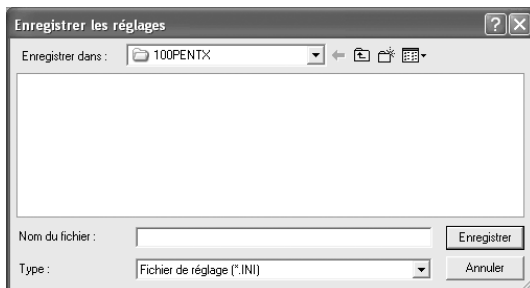 Enregistrer les réglages
Enregistrer dans : 100PENTX
Nom du fichier : Enregistrer
Type : Fichier de réglage (*.INI) Annuler